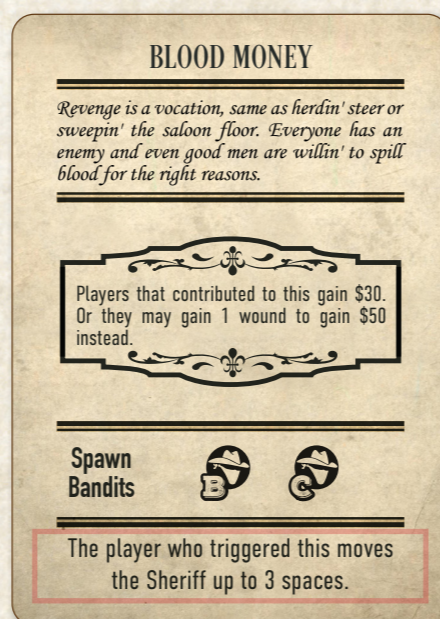 BLOOD MONEY
Revenge is a vocation, same as herdin' steer or
sweepin' the saloon floor. Everyone has an
enemy and even good men are willin' to spill
blood for the right reasons.
Players that contributed to this gain $30.
Or they may gain 1 wound to gain $50
instead.
Spawn
Bandits
B C
The player who triggered this moves
the Sheriff up to 3 spaces.